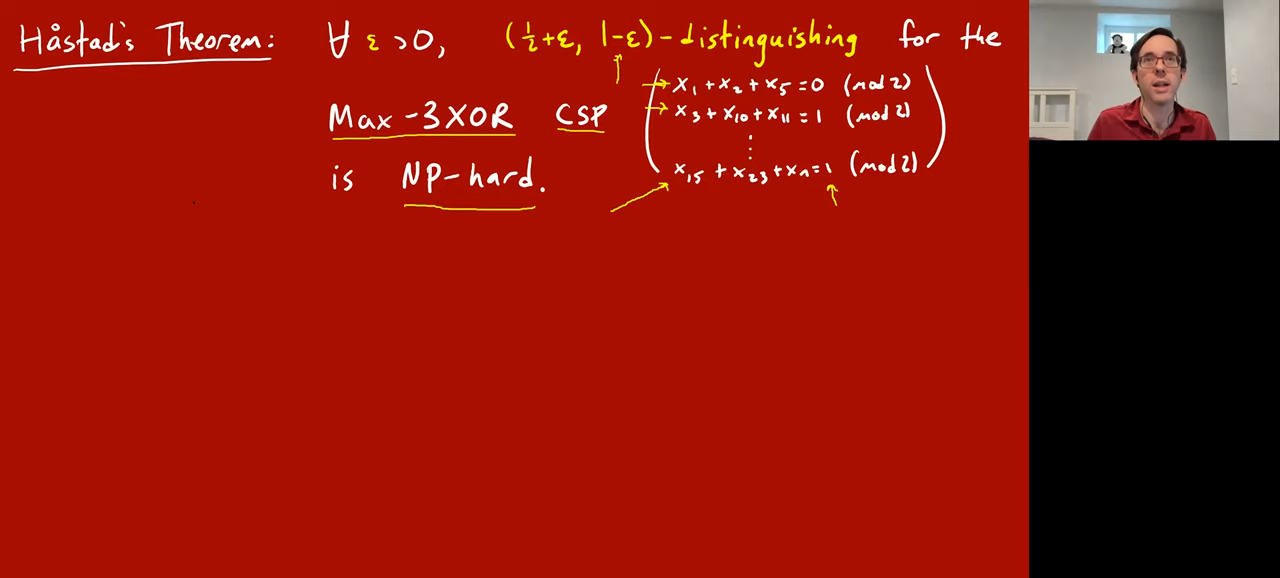 Håstad's Theorem: ∀ ε > 0, (½+ε, 1-ε)-distinguishing for the
Max-3XOR CSP
x₁ + x₂ + x₅ = 0 (mod 2)
x₃ + x₁₀ + x₁₁ = 1 (mod 2)
⋮
x₁₅ + x₂₃ + xₙ = 1 (mod 2)
is NP-hard.